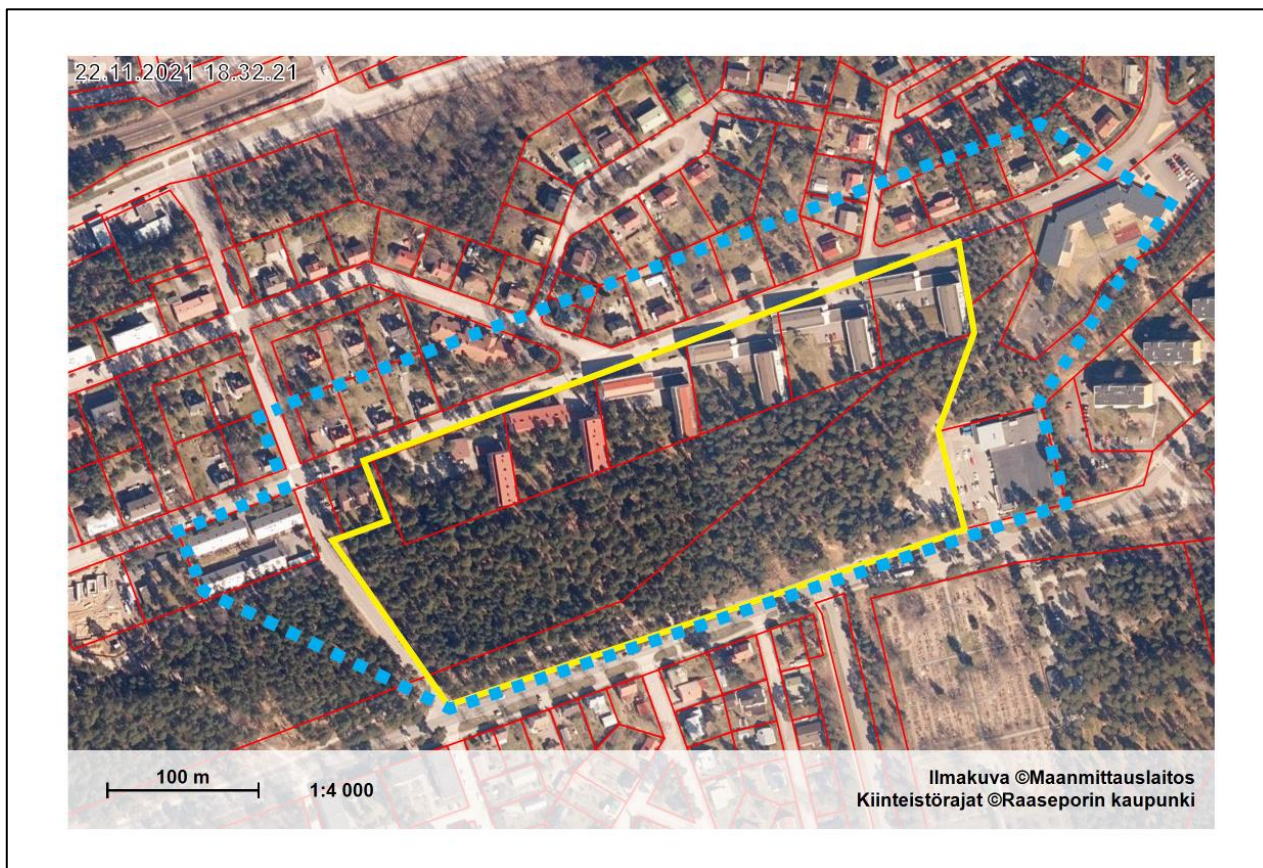 22.11.2021 18.32.21
100 m
1:4 000
Ilmakuva ©Maanmittauslaitos
Kiinteistörajat ©Raaseporin kaupunki